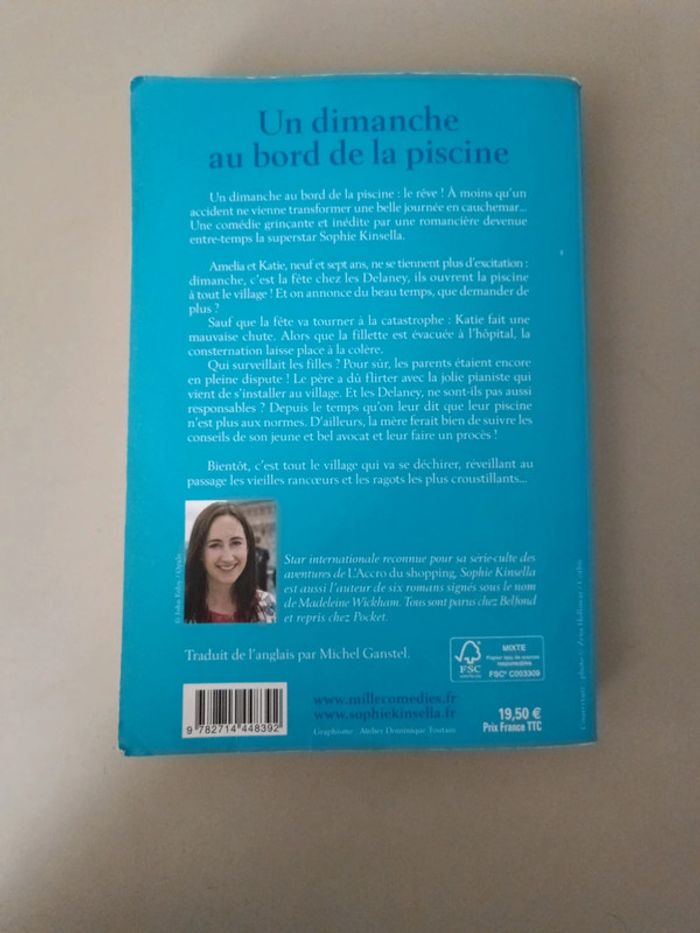 Un dimanche
au bord de la piscine
Un dimanche au bord de la piscine : le rêve ! À moins qu'un
accident ne vienne transformer une belle journée en cauchemar...
Une comédie grinçante et inédite par une romancière devenue
entre-temps la superstar Sophie Kinsella.
Amelia et Katie, neuf et sept ans, ne se tiennent plus d'excitation :
dimanche, c'est la fête chez les Delaney, ils ouvrent la piscine
à tout le village ! Et on annonce du beau temps, que demander de
plus ?
Sauf que la fête va tourner à la catastrophe : Katie fait une
mauvaise chute. Alors que la fillette est évacuée à l'hôpital, la
consternation laisse place à la colère.
Qui surveillait les filles ? Pour sûr, les parents étaient encore
en pleine dispute ! Le père a dû flirter avec la jolie pianiste qui
vient de s'installer au village. Et les Delaney, ne sont-ils pas aussi
responsables ? Depuis le temps qu'on leur dit que leur piscine
n'est plus aux normes. D'ailleurs, la mère ferait bien de suivre les
conseils de son jeune et bel avocat et leur faire un procès !
Bientôt, c'est tout le village qui va se déchirer, réveillant au
passage les vieilles rancœurs et les ragots les plus croustillants...
Star internationale reconnue pour sa série-culte des
aventures de L'Accro du shopping, Sophie Kinsella
est aussi l'auteur de six romans signés sous le nom
de Madeleine Wickham. Tous sont parus chez Belfond
et repris chez Pocket.
Traduit de l'anglais par Michel Ganstel.
FSC
MIXTE
Papier issu de sources
responsables
FSC® C003309
www.millecomedies.fr
www.sophiekinsella.fr
Graphisme : Atelier Dominique Toutain
9 782714 448392
19,50 €
Prix France TTC